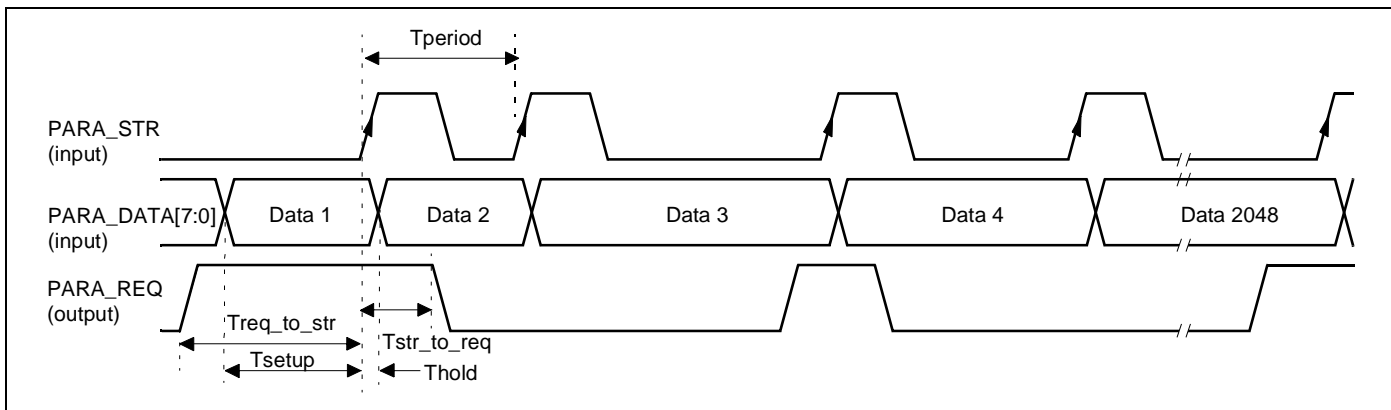 Tperiod
PARA_STR
(input)
PARA_DATA[7:0]
(input)
Data 1
Data 2
Data 3
Data 4
Data 2048
PARA_REQ
(output)
Treq_to_str
Tstr_to_req
Tsetup
Thold